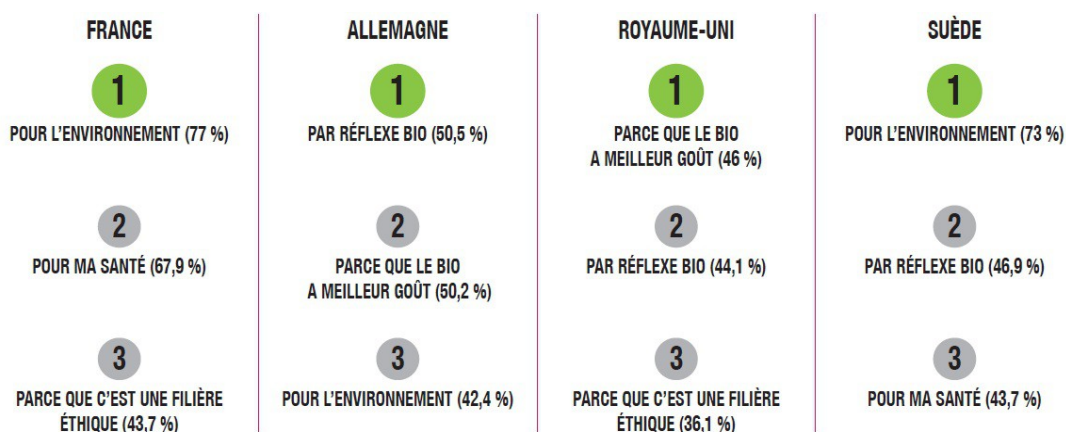 FRANCE
1
POUR L'ENVIRONNEMENT (77 %)
2
POUR MA SANTÉ (67,9 %)
3
PARCE QUE C'EST UNE FILIÈRE
ÉTHIQUE (43,7 %)
ALLEMAGNE
1
PAR RÉFLEXE BIO (50,5 %)
2
PARCE QUE LE BIO
A MEILLEUR GOÛT (50,2 %)
3
POUR L'ENVIRONNEMENT (42,4 %)
ROYAUME-UNI
1
PARCE QUE LE BIO
A MEILLEUR GOÛT (46 %)
2
PAR RÉFLEXE BIO (44,1 %)
3
PARCE QUE C'EST UNE FILIÈRE
ÉTHIQUE (36,1 %)
SUÈDE
1
POUR L'ENVIRONNEMENT (73 %)
2
PAR RÉFLEXE BIO (46,9 %)
3
POUR MA SANTÉ (43,7 %)